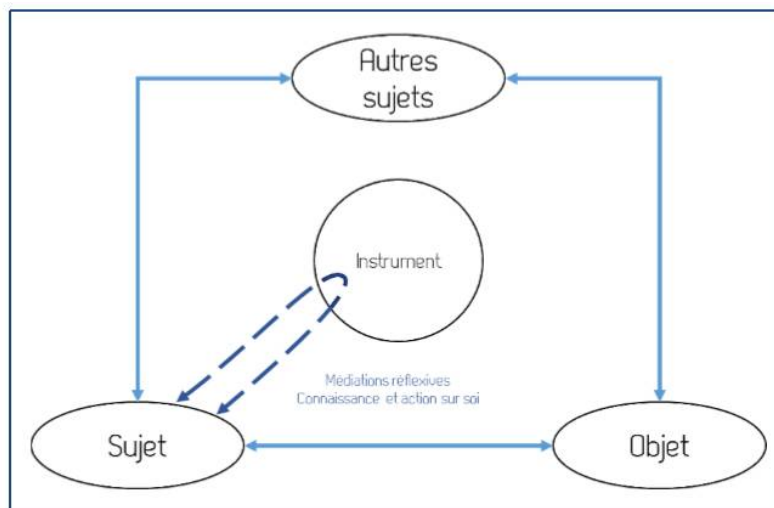 Autres
sujets
Instrument
Médiations réflexives
Connaissance et action sur soi
Sujet
Objet